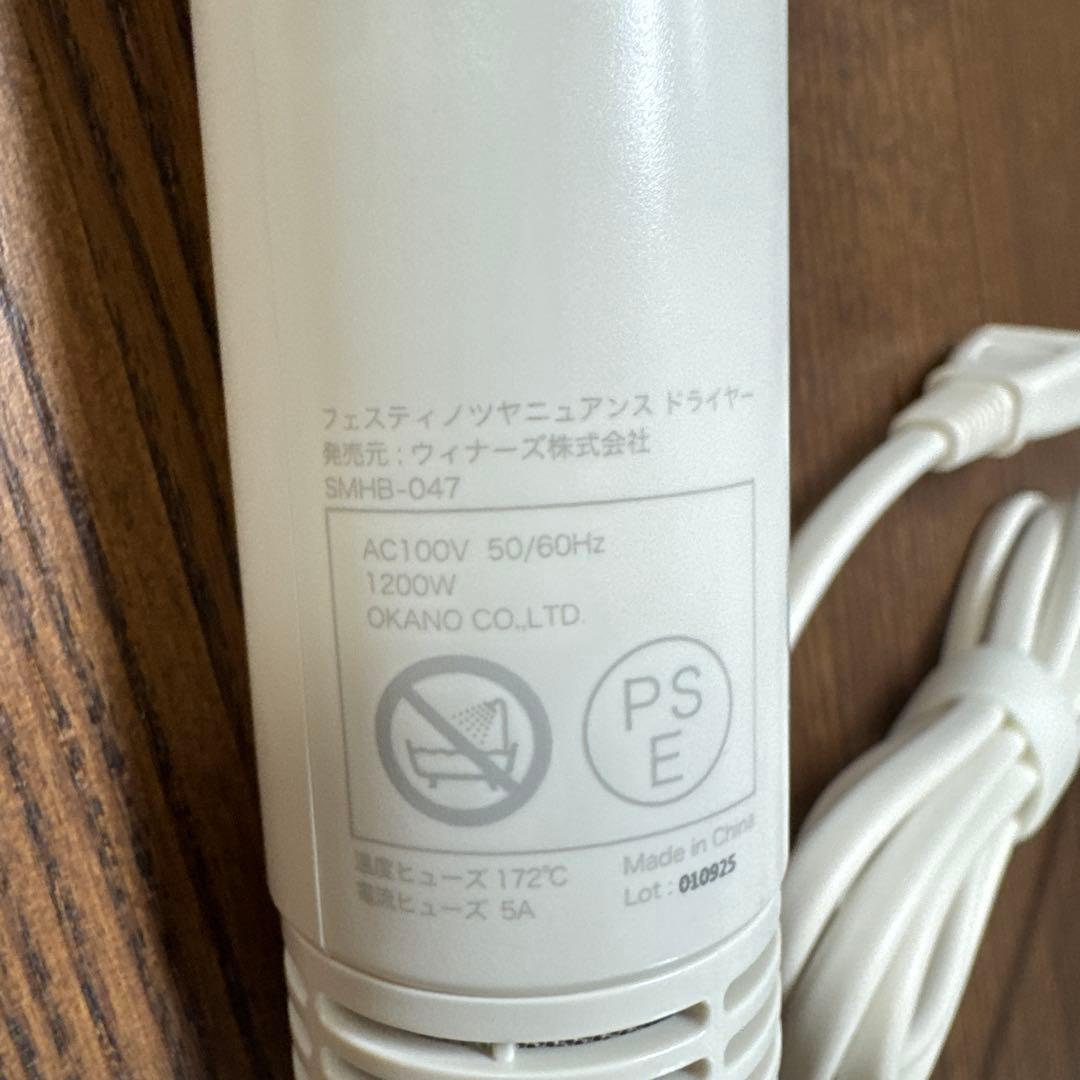 フェスティノツヤニュアンス ドライヤー
発売元 : ウィナーズ株式会社
SMHB-047
AC100V 50/60Hz
1200W
OKANO CO.,LTD.
PS
E
温度ヒューズ 172℃
電流ヒューズ 5A
Made in China
Lot : 010925